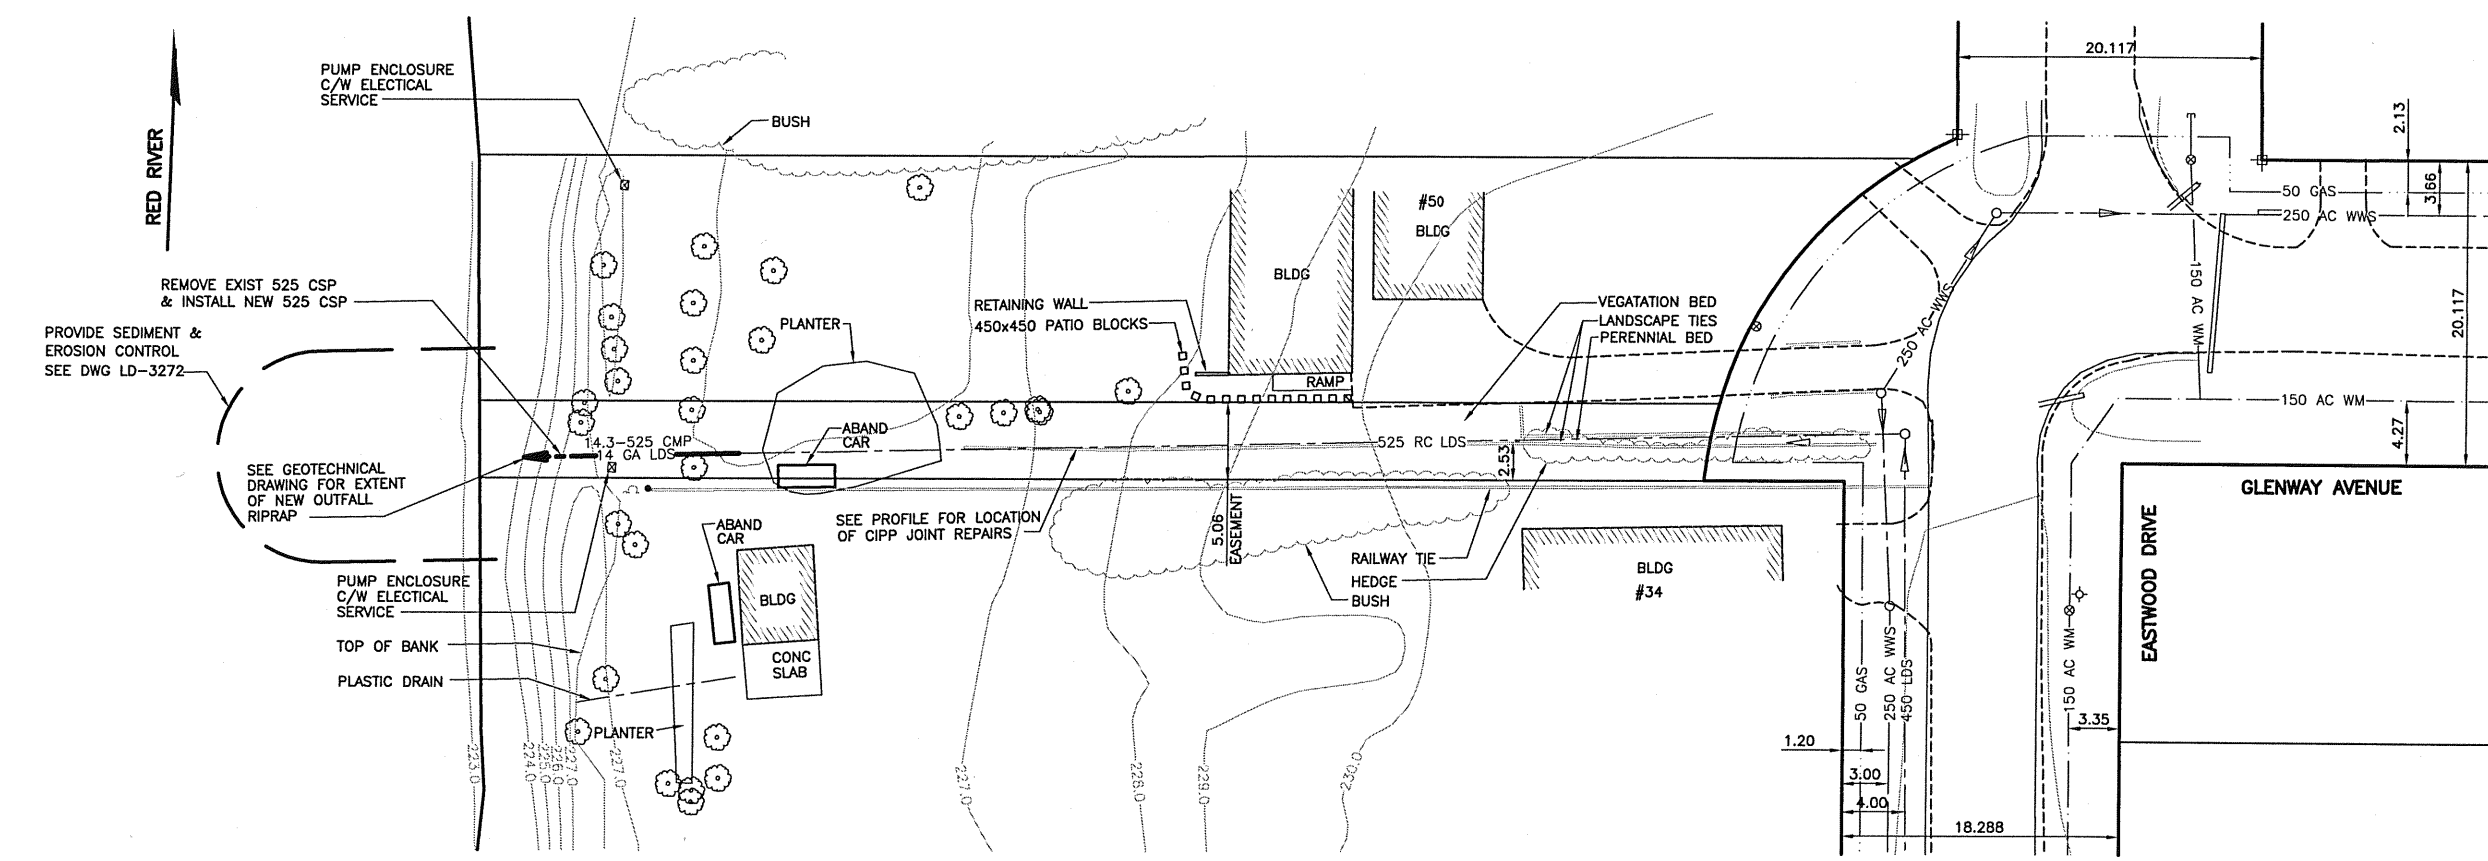 RED RIVER
PUMP ENCLOSURE
C/W ELECTICAL
SERVICE
BUSH
REMOVE EXIST 525 CSP
& INSTALL NEW 525 CSP
PROVIDE SEDIMENT &
EROSION CONTROL
SEE DWG LD-3272
SEE GEOTECHNICAL
DRAWING FOR EXTENT
OF NEW OUTFALL
RIPRAP
14.3-525 CMP
14 GA LDS
PLANTER
ABAND
CAR
RETAINING WALL
450x450 PATIO BLOCKS
BLDG
RAMP
#50
BLDG
VEGATATION BED
LANDSCAPE TIES
PERENNIAL BED
525 RC LDS
2.53
5.06
EASEMENT
SEE PROFILE FOR LOCATION
OF CIPP JOINT REPAIRS
ABAND
CAR
BLDG
CONC
SLAB
PUMP ENCLOSURE
C/W ELECTICAL
SERVICE
TOP OF BANK
PLASTIC DRAIN
PLANTER
RAILWAY TIE
HEDGE
BUSH
BLDG
#34
223.0
224.0
225.0
226.0
227.0
227.0
227.0
228.0
229.0
230.0
20.117
2.13
3.66
50 GAS
250 AC WWS
250 AC WWS
150 AC WM
20.117
150 AC WM
4.27
GLENWAY AVENUE
EASTWOOD DRIVE
50 GAS
250 AC WWS
450 LDS
150 AC WM
3.35
1.20
3.00
4.00
18.288